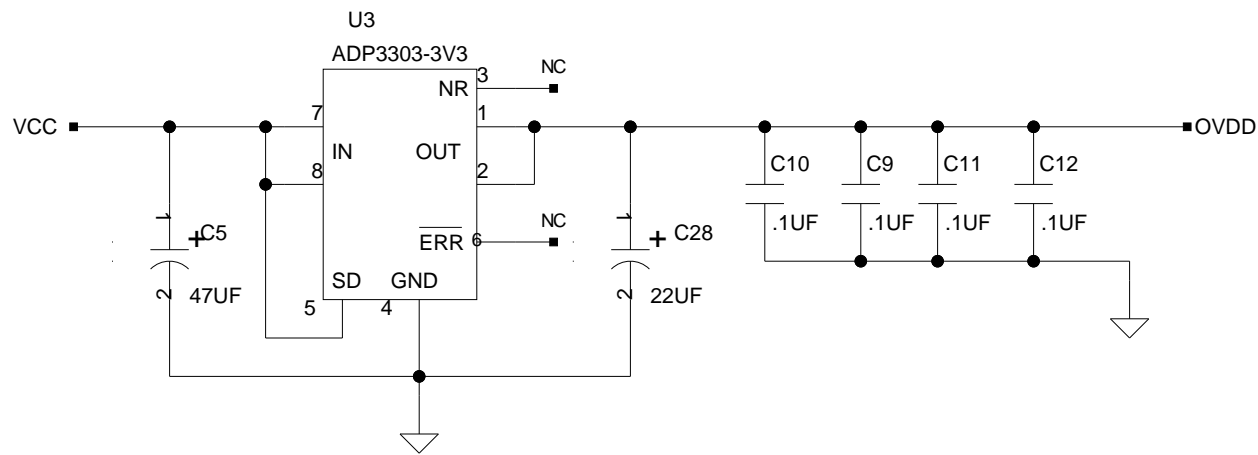 U3
ADP3303-3V3
NC
3
NR
VCC
7
1
OVDD
IN
OUT
8
2
C10
C9
C11
C12
.1UF
.1UF
.1UF
.1UF
NC
1
+
C5
ERR
6
1
+
C28
SD
GND
2
47UF
5
4
2
22UF